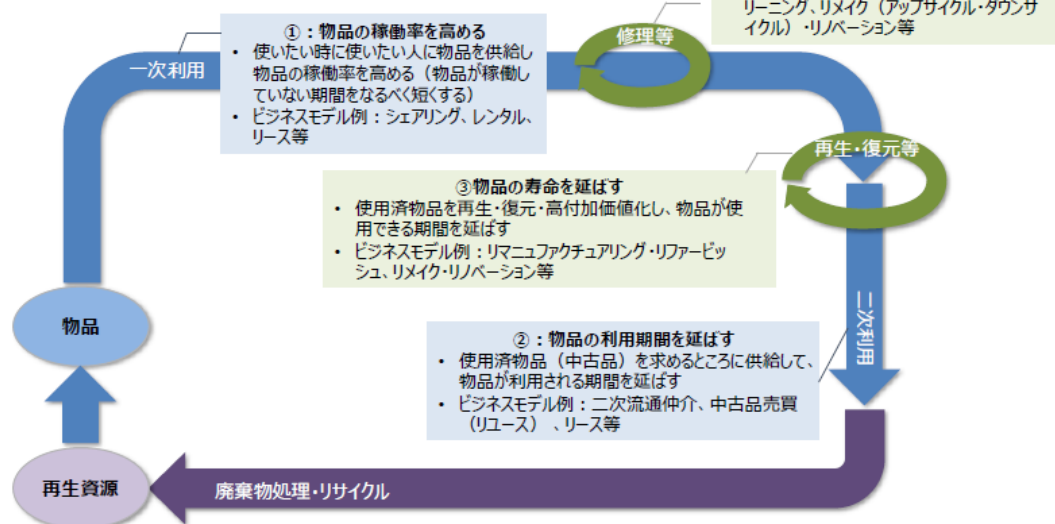 リーニング、リメイク（アップサイクル・ダウンサ
イクル）・リノベーション等
修理等
①：物品の稼働率を高める
• 使いたい時に使いたい人に物品を供給し
物品の稼働率を高める（物品が稼働し
ていない期間をなるべく短くする）
• ビジネスモデル例：シェアリング、レンタル、
リース等
一次利用
再生・復元等
③物品の寿命を延ばす
• 使用済物品を再生・復元・高付加価値化し、物品が使
用できる期間を延ばす
• ビジネスモデル例：リマニュファクチュアリング・リファービッ
シュ、リメイク・リノベーション等
二次利用
物品
②：物品の利用期間を延ばす
• 使用済物品（中古品）を求めるところに供給して、
物品が利用される期間を延ばす
• ビジネスモデル例：二次流通仲介、中古品売買
（リユース）、リース等
再生資源
廃棄物処理・リサイクル